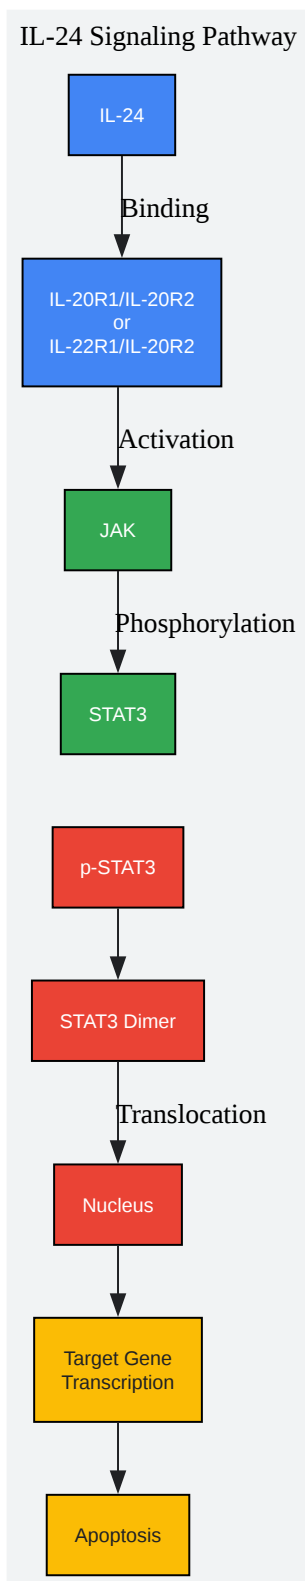 IL-24 Signaling Pathway
IL-24
Binding
IL-20R1/IL-20R2
or
IL-22R1/IL-20R2
Activation
JAK
Phosphorylation
STAT3
p-STAT3
STAT3 Dimer
Translocation
Nucleus
Target Gene
Transcription
Apoptosis